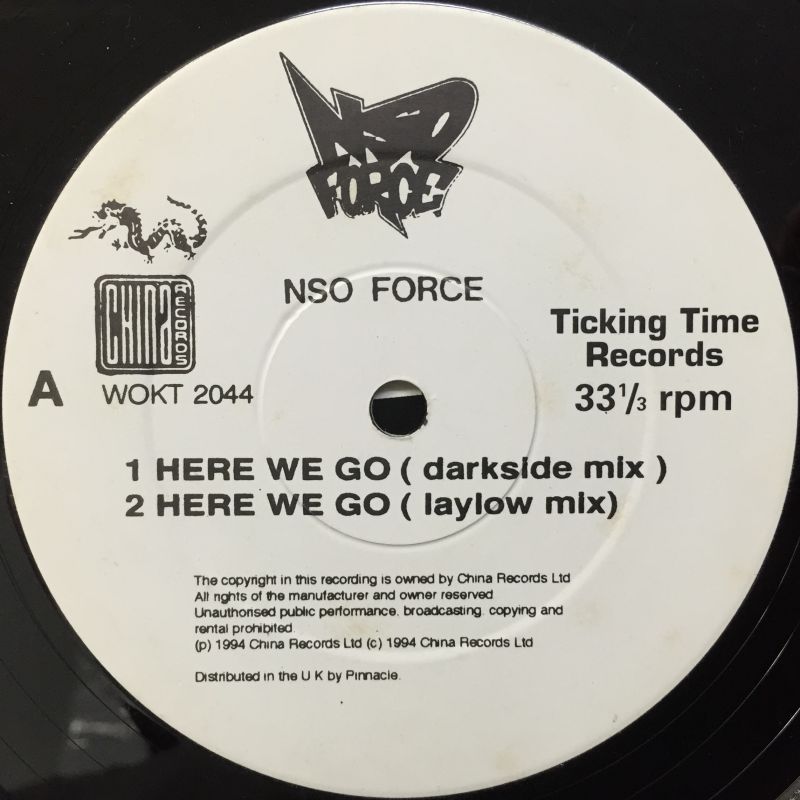 NSO
FORCE
NSO FORCE
CHINA
RECORDS
Ticking Time
Records
A
WOKT 2044
33 1/3 rpm
1 HERE WE GO ( darkside mix )
2 HERE WE GO ( laylow mix)
The copyright in this recording is owned by China Records Ltd
All rights of the manufacturer and owner reserved
Unauthorised public performance, broadcasting, copying and
rental prohibited.
(p) 1994 China Records Ltd (c) 1994 China Records Ltd
Distributed in the U K by Pinnacle.